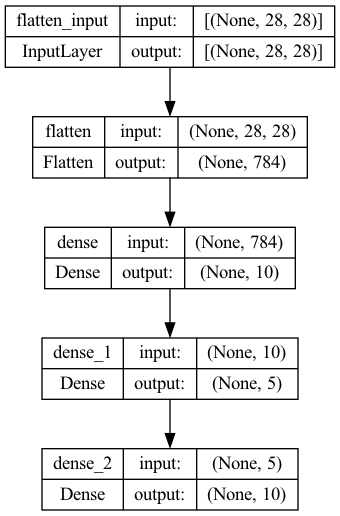 flatten_input input: [(None, 28, 28)]
InputLayer output: [(None, 28, 28)]
flatten input: (None, 28, 28)
Flatten output: (None, 784)
dense input: (None, 784)
Dense output: (None, 10)
dense_1 input: (None, 10)
Dense output: (None, 5)
dense_2 input: (None, 5)
Dense output: (None, 10)